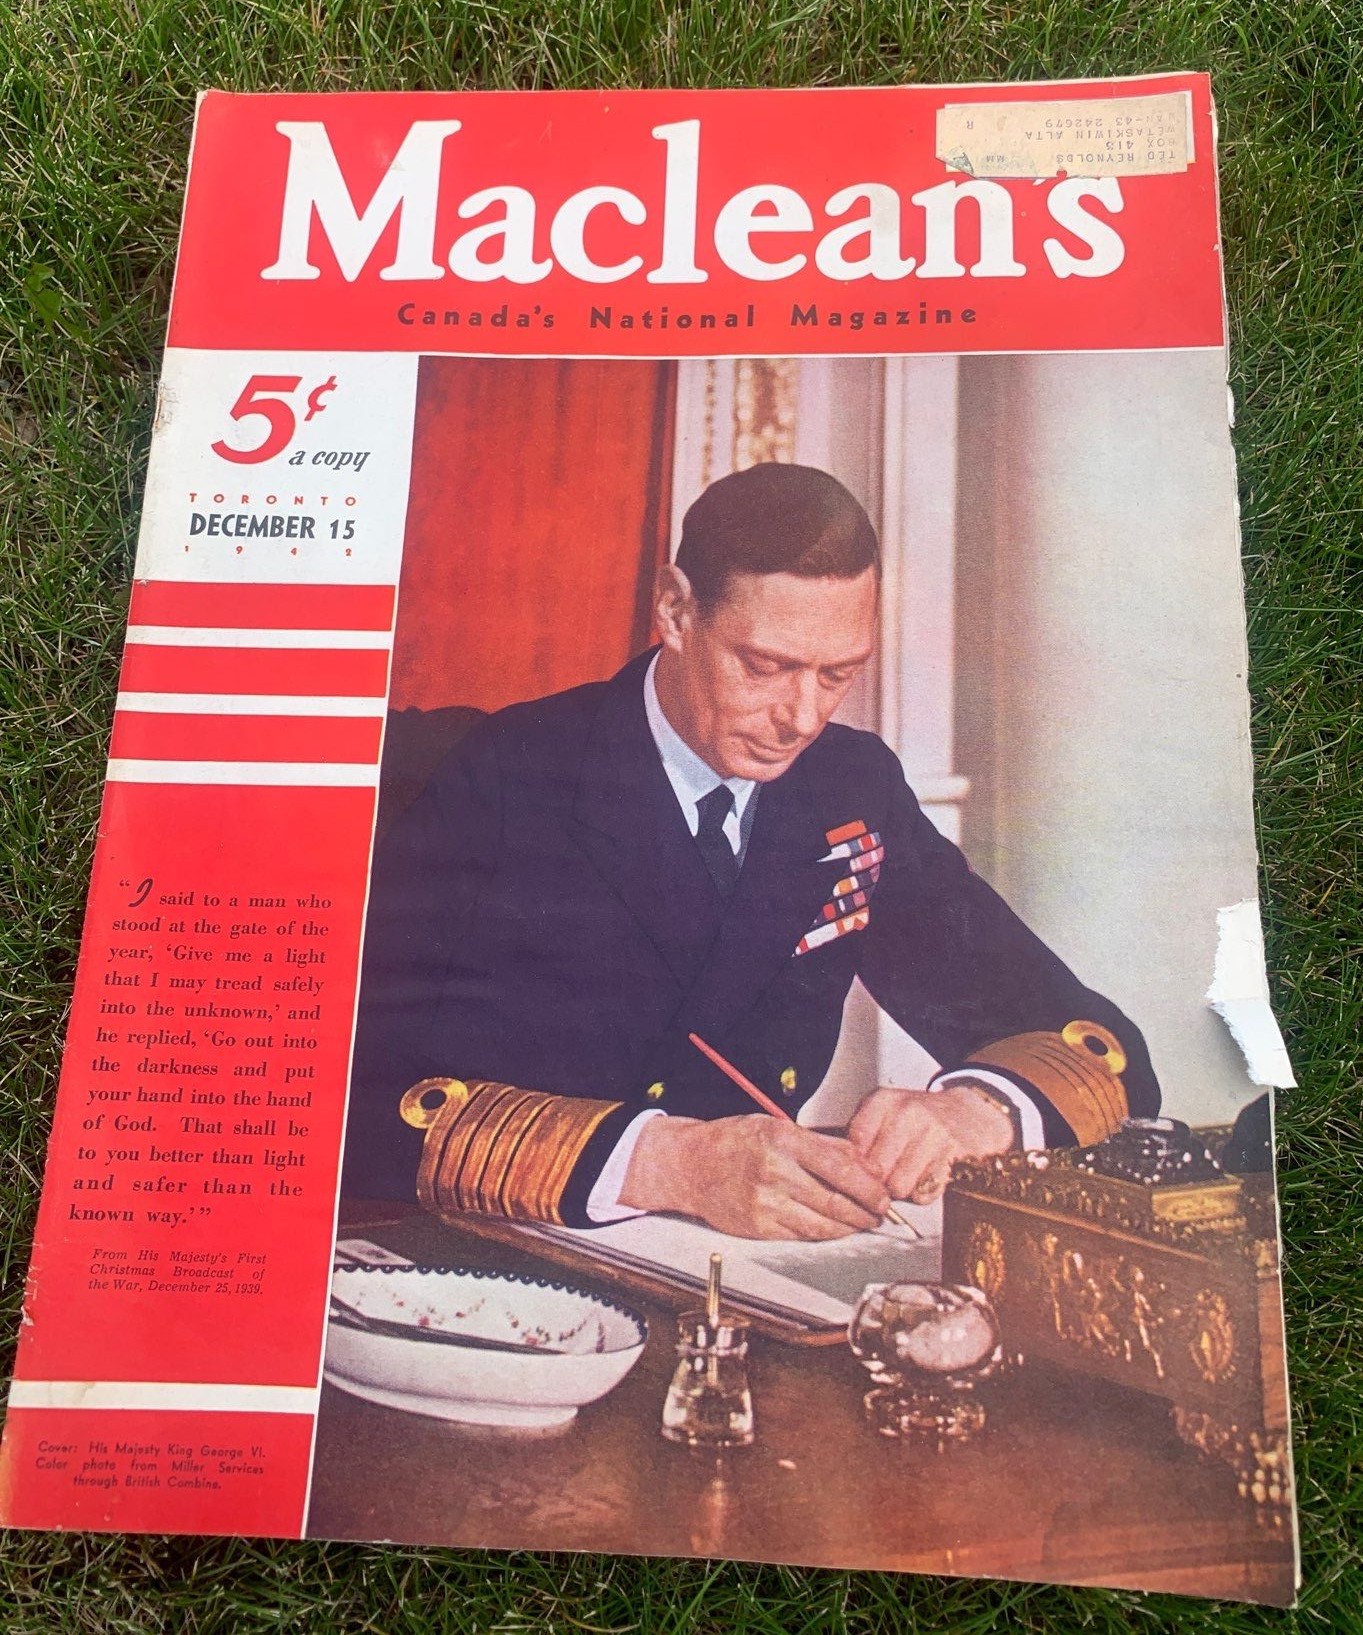 Maclean's
Canada's National Magazine
TED REYNOLDS MM
BOX 413
WETASKIWIN ALTA
-43 242679 R
5¢
a copy
TORONTO
DECEMBER 15
1942
“I said to a man who
stood at the gate of the
year, ‘Give me a light
that I may tread safely
into the unknown,’ and
he replied, ‘Go out into
the darkness and put
your hand into the hand
of God. That shall be
to you better than light
and safer than the
known way.’”
From His Majesty's First
Christmas Broadcast of
the War, December 25, 1939.
Cover: His Majesty King George VI.
Color photo from Miller Services
through British Combine.